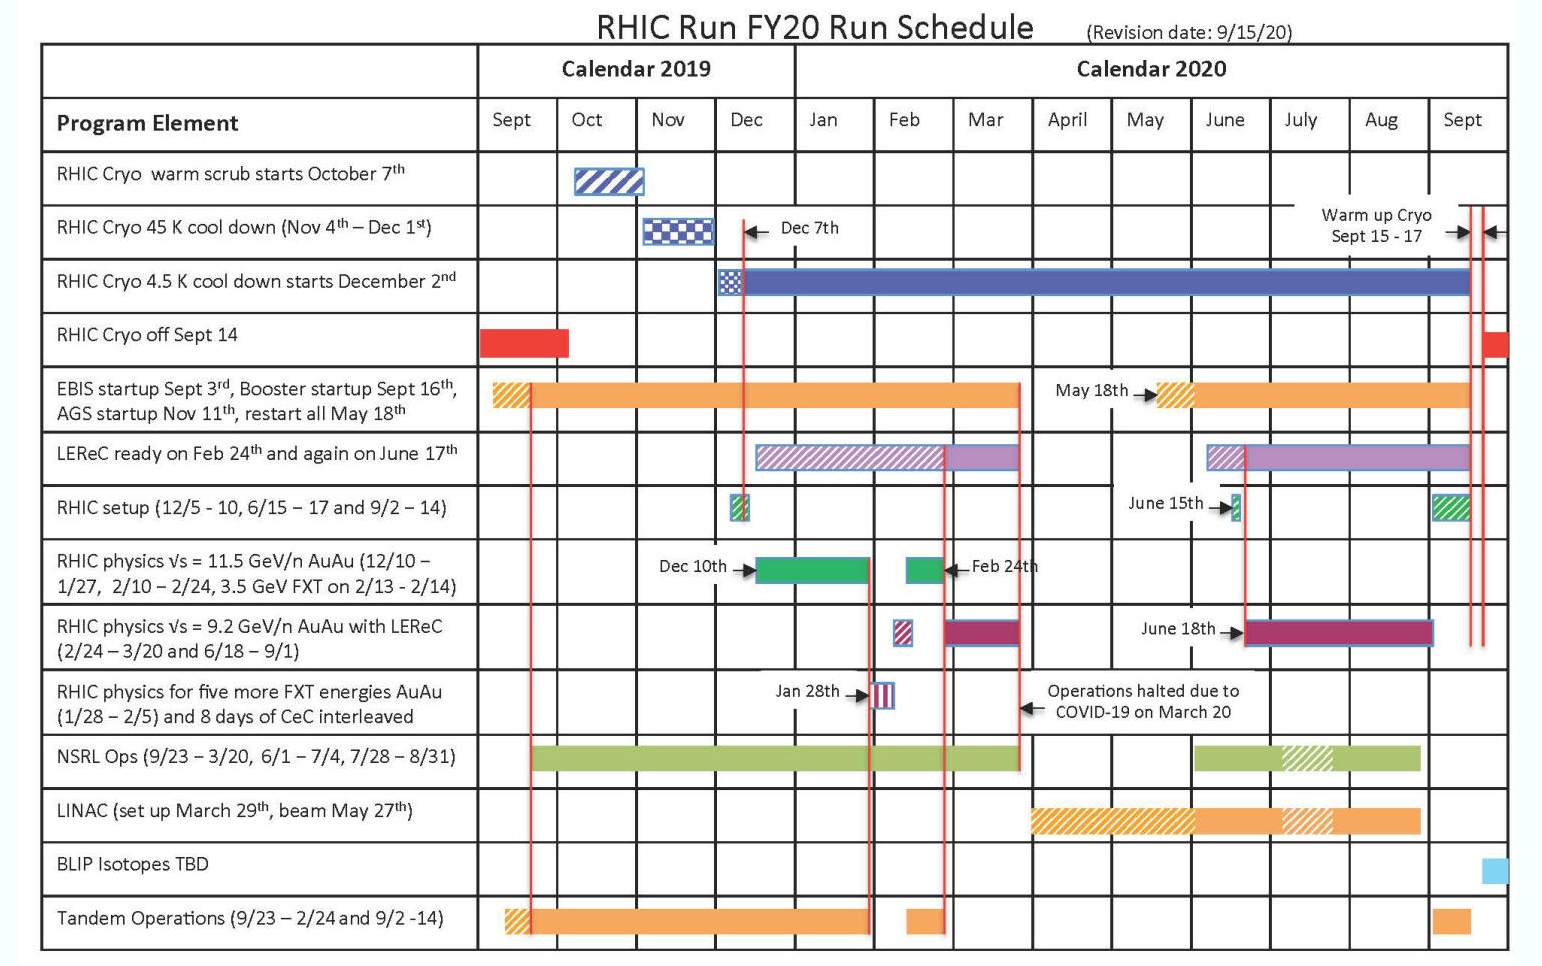 RHIC Run FY20 Run Schedule (Revision date: 9/15/20)
Calendar 2019 Calendar 2020
Program Element Sept Oct Nov Dec Jan Feb Mar April May June July Aug Sept
RHIC Cryo warm scrub starts October 7th
RHIC Cryo 45 K cool down (Nov 4th – Dec 1st)
Dec 7th
Warm up Cryo
Sept 15 - 17
RHIC Cryo 4.5 K cool down starts December 2nd
RHIC Cryo off Sept 14
EBIS startup Sept 3rd, Booster startup Sept 16th,
AGS startup Nov 11th, restart all May 18th
May 18th
LEReC ready on Feb 24th and again on June 17th
RHIC setup (12/5 - 10, 6/15 – 17 and 9/2 – 14)
June 15th
RHIC physics √s = 11.5 GeV/n AuAu (12/10 –
1/27, 2/10 – 2/24, 3.5 GeV FXT on 2/13 - 2/14)
Dec 10th
Feb 24th
RHIC physics √s = 9.2 GeV/n AuAu with LEReC
(2/24 – 3/20 and 6/18 – 9/1)
June 18th
RHIC physics for five more FXT energies AuAu
(1/28 – 2/5) and 8 days of CeC interleaved
Jan 28th
Operations halted due to
COVID-19 on March 20
NSRL Ops (9/23 – 3/20, 6/1 – 7/4, 7/28 – 8/31)
LINAC (set up March 29th, beam May 27th)
BLIP Isotopes TBD
Tandem Operations (9/23 – 2/24 and 9/2 -14)